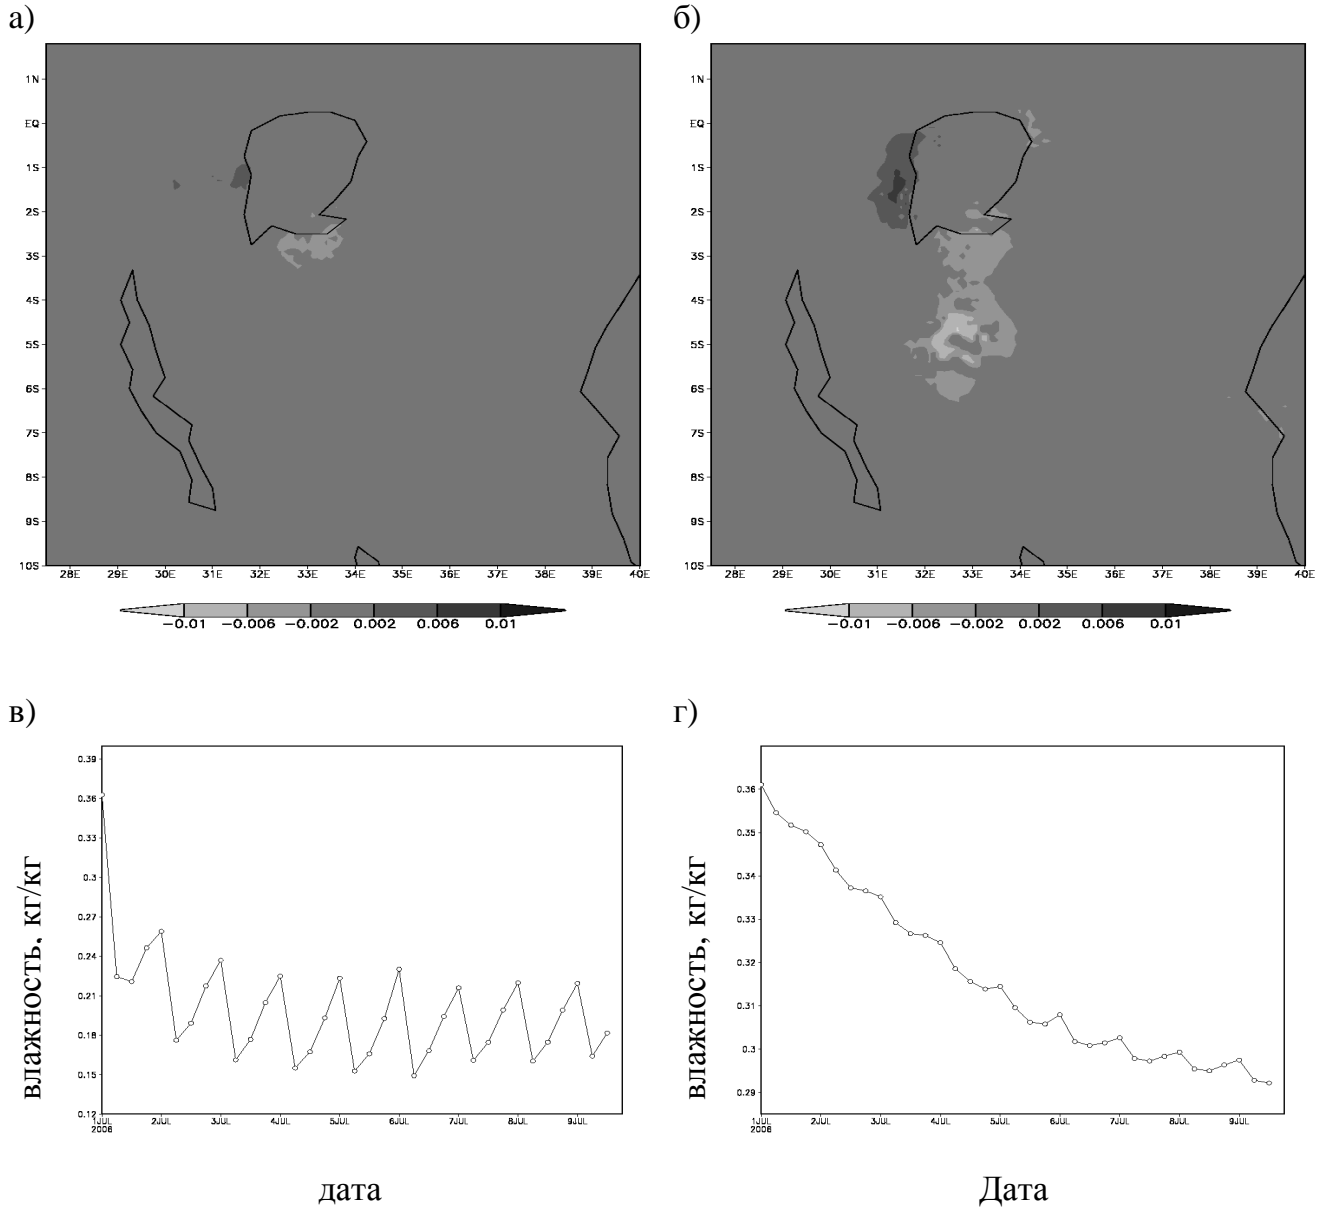 а)
б)
1N
EQ
1S
2S
3S
4S
5S
6S
7S
8S
9S
10S
28E 29E 30E 31E 32E 33E 34E 35E 36E 37E 38E 39E 40E
-0.01 -0.006 -0.002 0.002 0.006 0.01
1N
EQ
1S
2S
3S
4S
5S
6S
7S
8S
9S
10S
28E 29E 30E 31E 32E 33E 34E 35E 36E 37E 38E 39E 40E
-0.01 -0.006 -0.002 0.002 0.006 0.01
в)
г)
влажность, кг/кг
0.39
0.36
0.33
0.3
0.27
0.24
0.21
0.18
0.15
0.12
1JUL 2JUL 3JUL 4JUL 5JUL 6JUL 7JUL 8JUL 9JUL
2006
дата
влажность, кг/кг
0.36
0.35
0.34
0.33
0.32
0.31
0.3
0.29
1JUL 2JUL 3JUL 4JUL 5JUL 6JUL 7JUL 8JUL 9JUL
2006
Дата